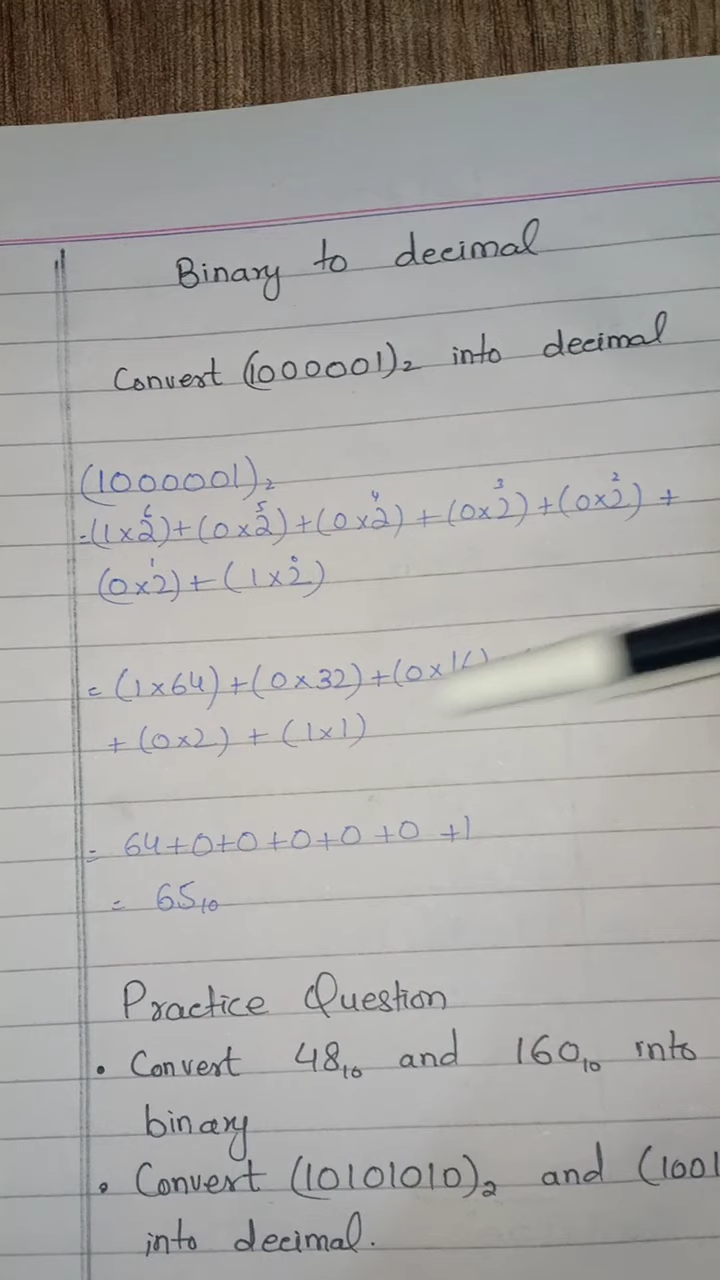 Binary to decimal
Convert (1000001)₂ into decimal
(1000001)₂
=(1×2⁶)+(0×2⁵)+(0×2⁴)+(0×2³)+(0×2²)+
(0×2¹)+(1×2⁰)
= (1×64)+(0×32)+(0×16)
+(0×2)+(1×1)
= 64+0+0+0+0+0+1
= 65₁₀
Practice Question
• Convert 48₁₀ and 160₁₀ into
binary
• Convert (10101010)₂ and (1001
into decimal.